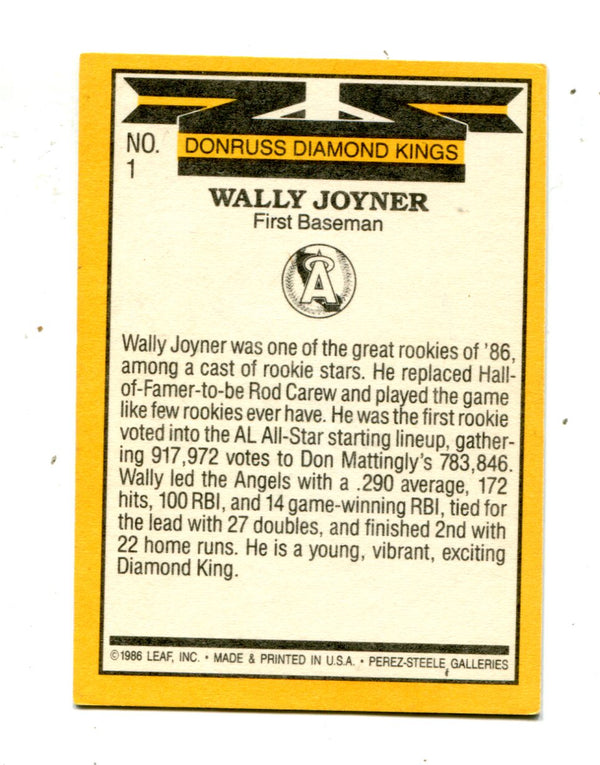 NO.
1
DONRUSS DIAMOND KINGS
WALLY JOYNER
First Baseman
A
Wally Joyner was one of the great rookies of '86,
among a cast of rookie stars. He replaced Hall-
of-Famer-to-be Rod Carew and played the game
like few rookies ever have. He was the first rookie
voted into the AL All-Star starting lineup, gather-
ing 917,972 votes to Don Mattingly's 783,846.
Wally led the Angels with a .290 average, 172
hits, 100 RBI, and 14 game-winning RBI, tied for
the lead with 27 doubles, and finished 2nd with
22 home runs. He is a young, vibrant, exciting
Diamond King.
©1986 LEAF, INC. • MADE & PRINTED IN U.S.A. • PEREZ-STEELE GALLERIES